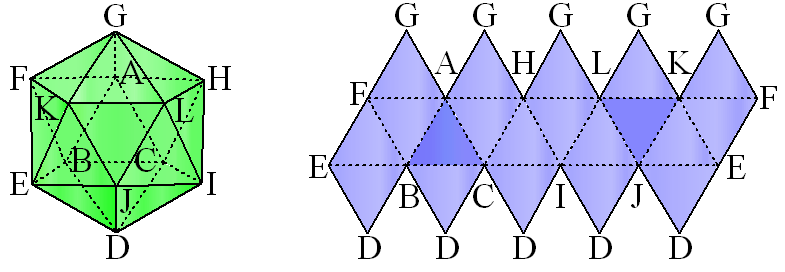 G
F A H
K L
B C
E J I
D
G G G G G
A H L K
F F
E E
B C I J
D D D D D